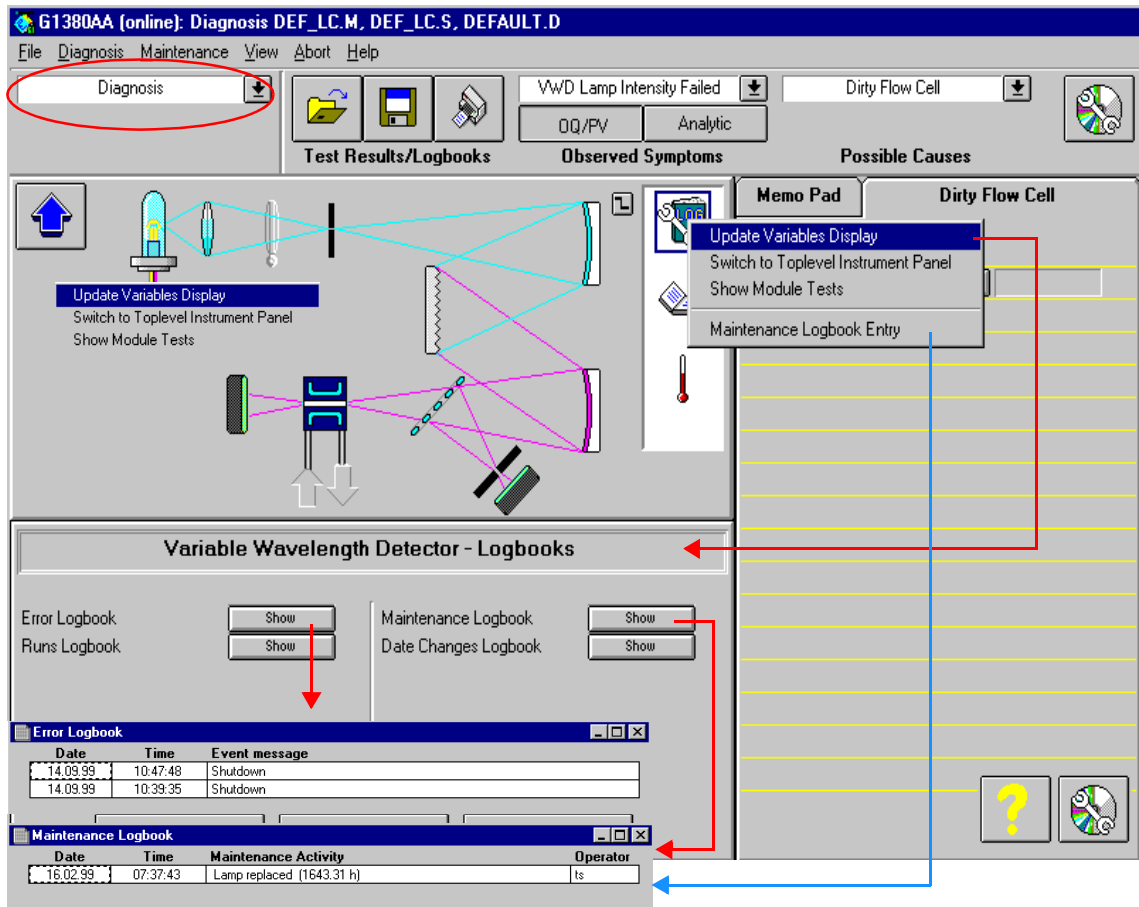 G1380AA (online): Diagnosis DEF_LC.M, DEF_LC.S, DEFAULT.D
File Diagnosis Maintenance View Abort Help
Diagnosis
VWD Lamp Intensity Failed
Dirty Flow Cell
OQ/PV
Analytic
Test Results/Logbooks
Observed Symptoms
Possible Causes
LOG
Memo Pad
Dirty Flow Cell
Update Variables Display
Switch to Toplevel Instrument Panel
Show Module Tests
Maintenance Logbook Entry
Update Variables Display
Switch to Toplevel Instrument Panel
Show Module Tests
Variable Wavelength Detector - Logbooks
Error Logbook Show Maintenance Logbook Show
Runs Logbook Show Date Changes Logbook Show
Error Logbook
Date Time Event message
14.09.99 10:47:48 Shutdown
14.09.99 10:39:35 Shutdown
Maintenance Logbook
Date Time Maintenance Activity Operator
16.02.99 07:37:43 Lamp replaced (1643.31 h) ts